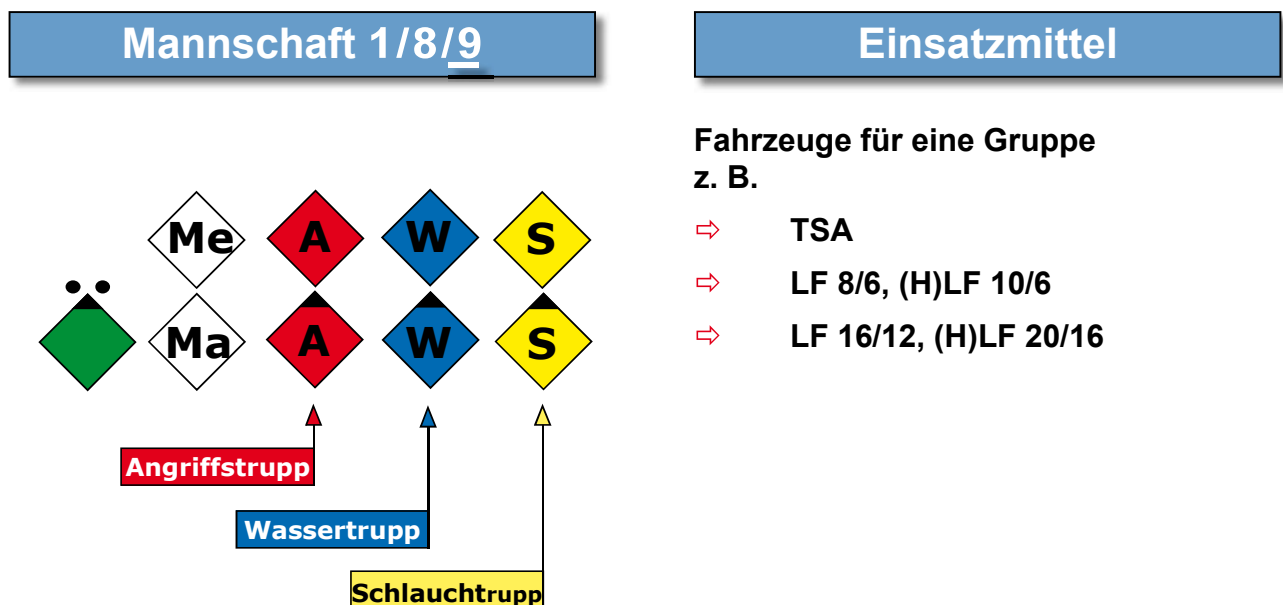 Mannschaft 1/8/9
Me A W S
Ma A W S
Angriffstrupp
Wassertrupp
Schlauchtrupp
Einsatzmittel
Fahrzeuge für eine Gruppe
z. B.
⇨ TSA
⇨ LF 8/6, (H)LF 10/6
⇨ LF 16/12, (H)LF 20/16